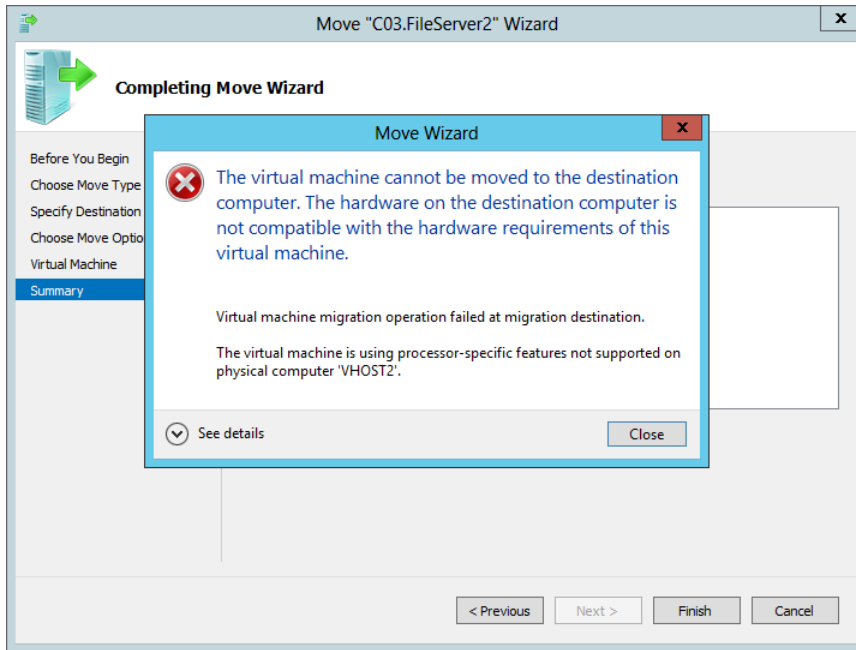 Move "C03.FileServer2" Wizard
x
Completing Move Wizard
Move Wizard
x
Before You Begin
Choose Move Type
Specify Destination
Choose Move Optio
Virtual Machine
Summary
The virtual machine cannot be moved to the destination
computer. The hardware on the destination computer is
not compatible with the hardware requirements of this
virtual machine.
Virtual machine migration operation failed at migration destination.
The virtual machine is using processor-specific features not supported on
physical computer 'VHOST2'.
See details
Close
< Previous
Next >
Finish
Cancel